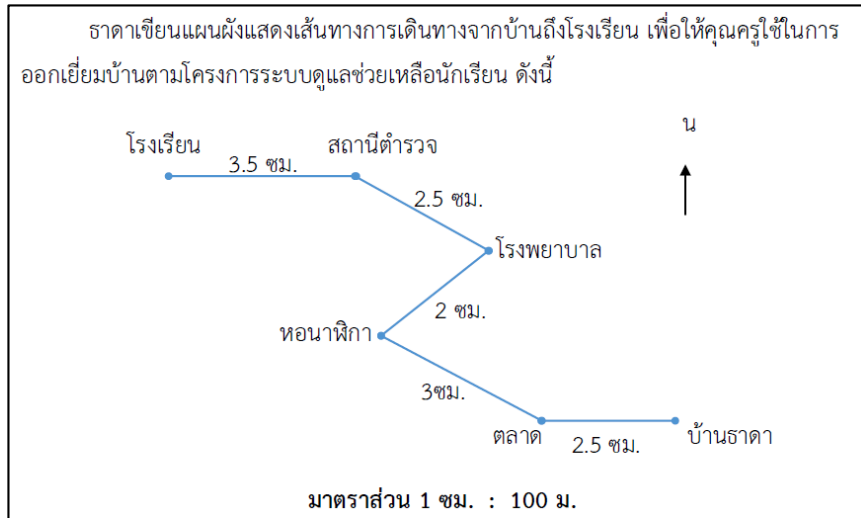 ธาดาเขียนแผนผังแสดงเส้นทางการเดินทางจากบ้านถึงโรงเรียน เพื่อให้คุณครูใช้ในการ
ออกเยี่ยมบ้านตามโครงการระบบดูแลช่วยเหลือนักเรียน ดังนี้
น
โรงเรียน
สถานีตำรวจ
3.5 ซม.
2.5 ซม.
โรงพยาบาล
2 ซม.
หอนาฬิกา
3ซม.
ตลาด
2.5 ซม.
บ้านธาดา
มาตราส่วน 1 ซม. : 100 ม.